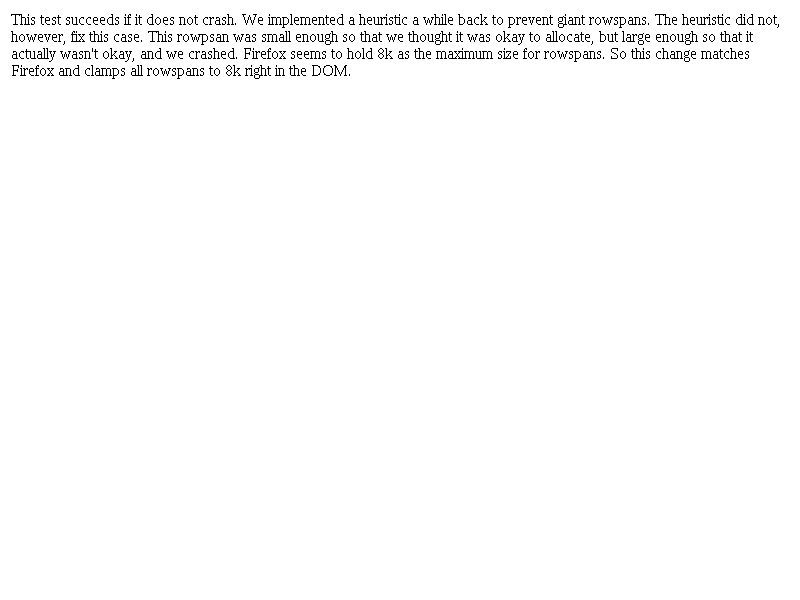 This test succeeds if it does not crash. We implemented a heuristic a while back to prevent giant rowspans. The heuristic did not,
however, fix this case. This rowpsan was small enough so that we thought it was okay to allocate, but large enough so that it
actually wasn't okay, and we crashed. Firefox seems to hold 8k as the maximum size for rowspans. So this change matches
Firefox and clamps all rowspans to 8k right in the DOM.